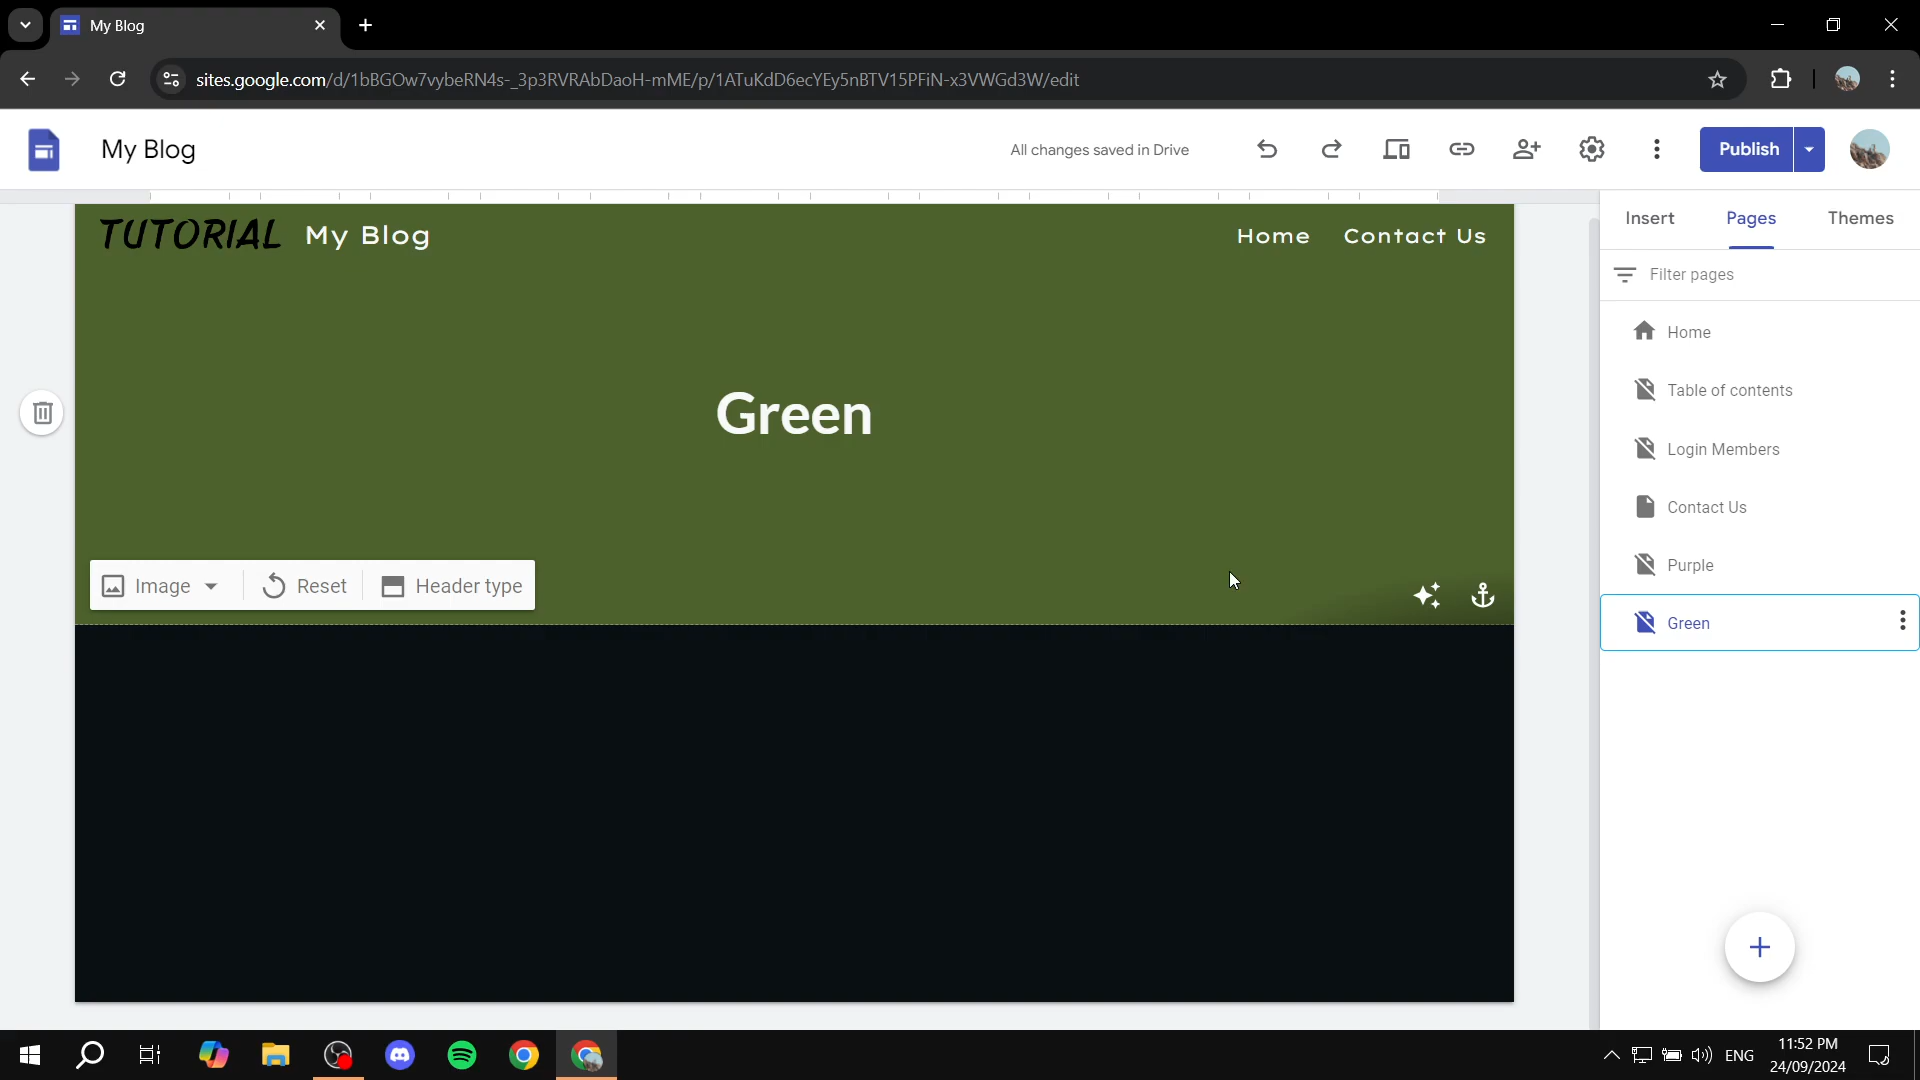 My Blog
sites.google.com/d/1bBGOw7vybeRN4s-_3p3RVRAbDaoH-mME/p/1ATuKdD6ecYEy5nBTV15PFiN-x3VWGd3W/edit
My Blog
All changes saved in Drive
Publish
TUTORIAL My Blog
Home Contact Us
Green
Image Reset Header type
Insert Pages Themes
Filter pages
Home
Table of contents
Login Members
Contact Us
Purple
Green
ENG
11:52 PM
24/09/2024